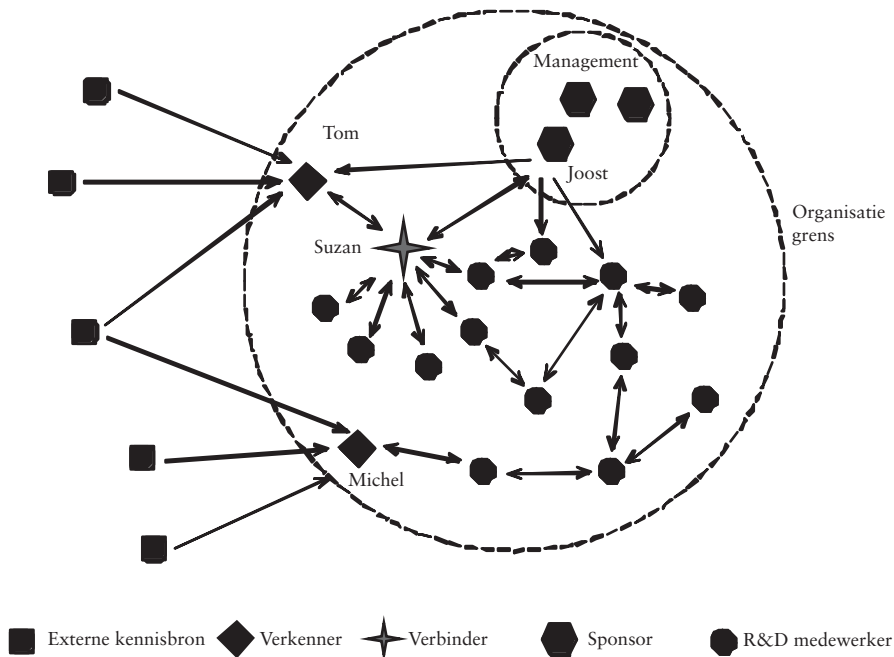 Management
Tom
Joost
Organisatie
grens
Suzan
Michel
Externe kennisbron
Verkenner
Verbinder
Sponsor
R&D medewerker